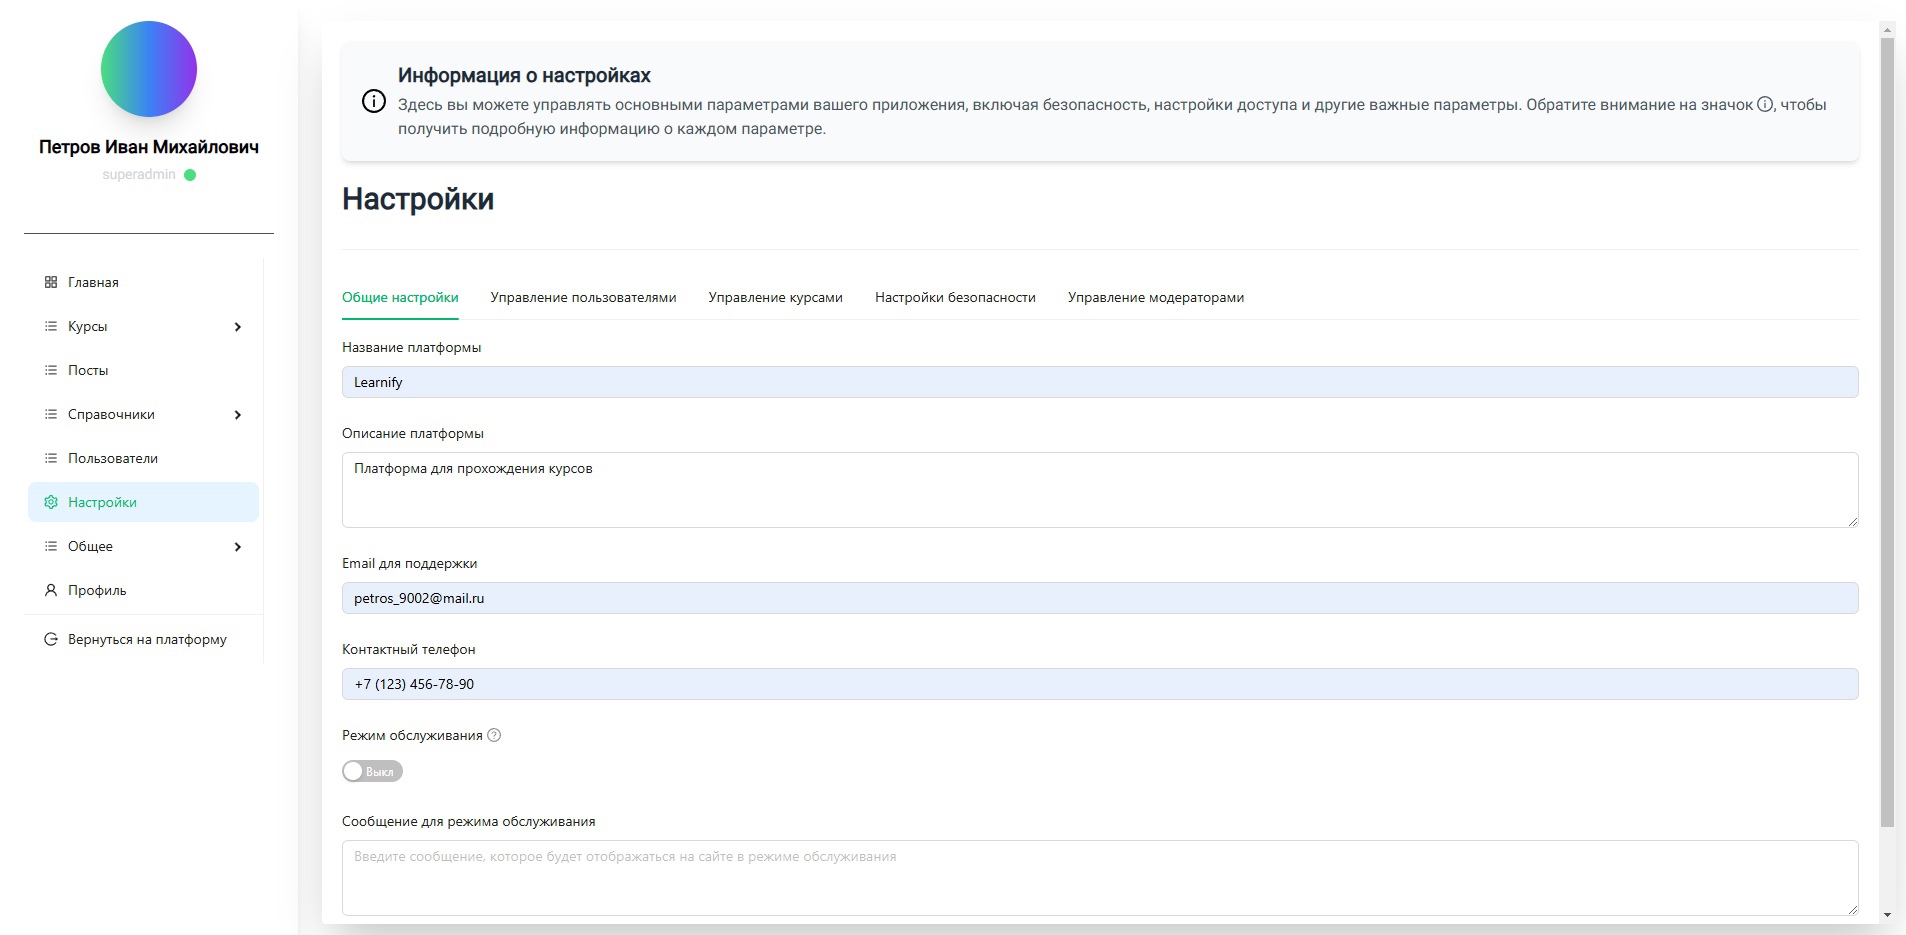 Петров Иван Михайлович
superadmin
Главная
Курсы
Посты
Справочники
Пользователи
Настройки
Общее
Профиль
Вернуться на платформу
Информация о настройках
Здесь вы можете управлять основными параметрами вашего приложения, включая безопасность, настройки доступа и другие важные параметры. Обратите внимание на значок , чтобы
получить подробную информацию о каждом параметре.
Настройки
Общие настройки Управление пользователями Управление курсами Настройки безопасности Управление модераторами
Название платформы
Learnify
Описание платформы
Платформа для прохождения курсов
Email для поддержки
petros_9002@mail.ru
Контактный телефон
+7 (123) 456-78-90
Режим обслуживания
Выкл
Сообщение для режима обслуживания
Введите сообщение, которое будет отображаться на сайте в режиме обслуживания